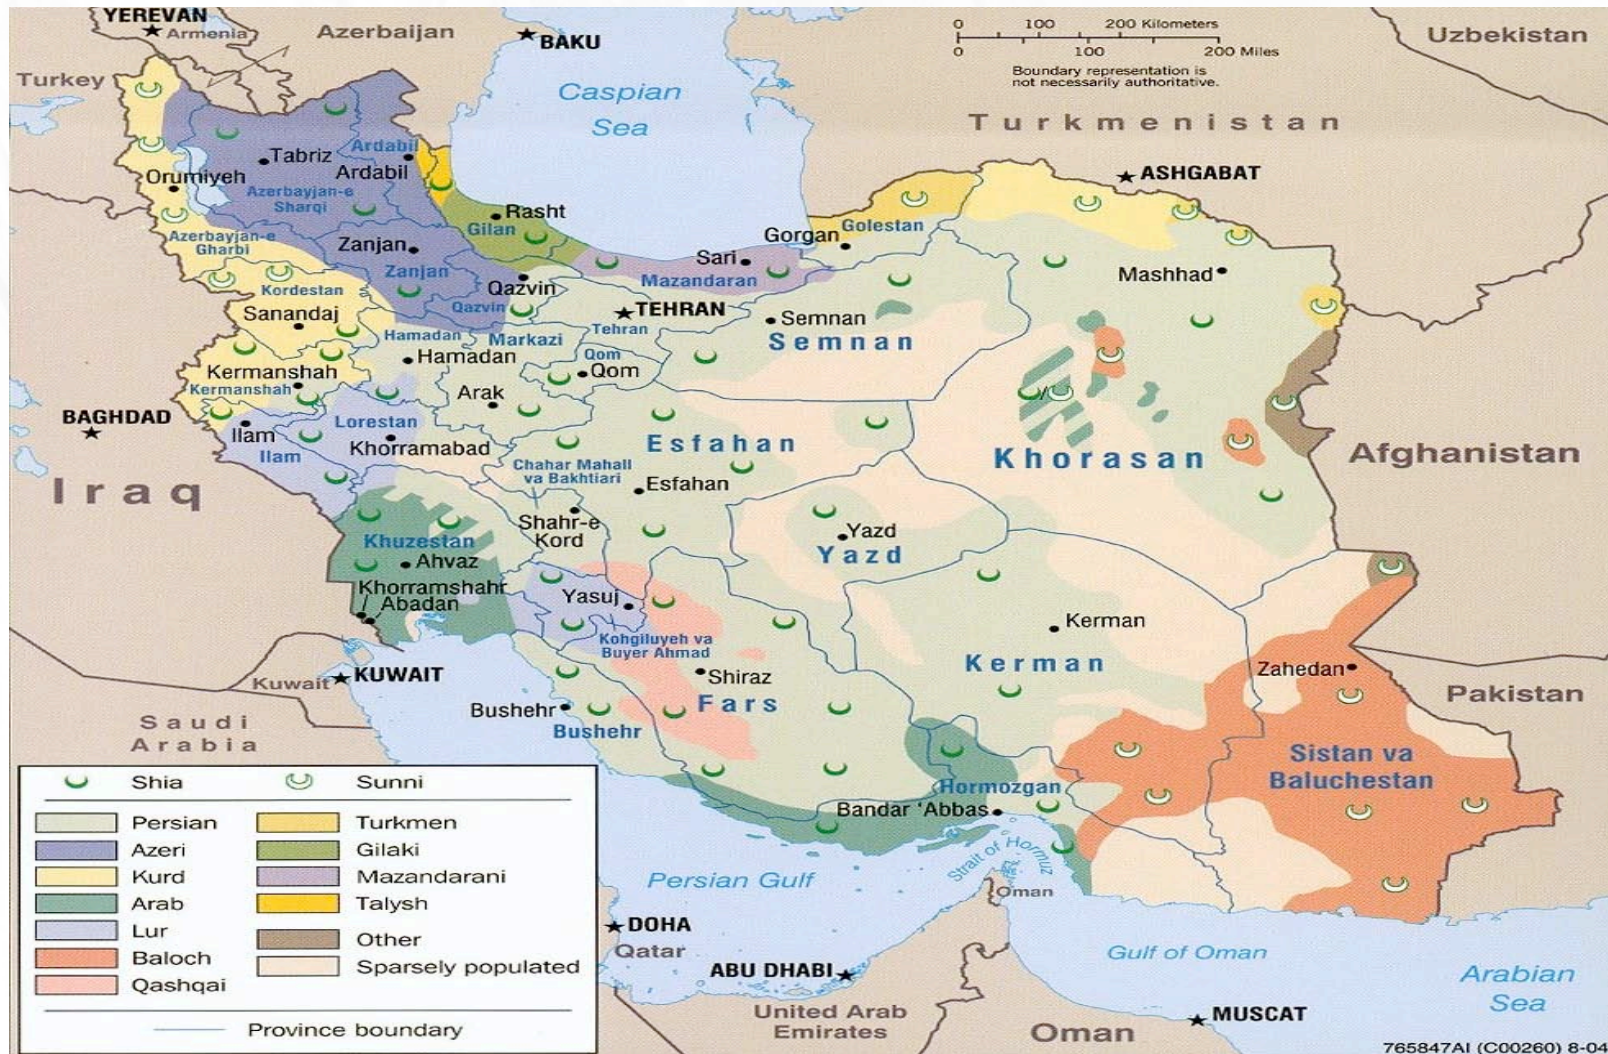 YEREVAN
Armenia
Azerbaijan
BAKU
Turkey
Caspian
Sea
0 100 200 Kilometers
0 100 200 Miles
Boundary representation is
not necessarily authoritative.
Uzbekistan
Turkmenistan
ASHGABAT
Tabriz
Ardabil
Ardabil
Orumiyeh
Azerbayjan-e
Sharqi
Rasht
Gilan
Azerbayjan-e
Gharbi
Zanjan
Zanjan
Gorgan
Golestan
Sari
Mazandaran
Mashhad
Kordestan
Qazvin
Qazvin
Sanandaj
TEHRAN
Tehran
Semnan
Semnan
Hamadan
Markazi
Hamadan
Qom
Qom
Kermanshah
Kermanshah
Arak
BAGHDAD
Lorestan
Ilam
Ilam
Khorramabad
Esfahan
Khorasan
Afghanistan
Iraq
Chahar Mahall
va Bakhtiari
Esfahan
Shahr-e
Kord
Khuzestan
Ahvaz
Yazd
Yazd
Khorramshahr
Abadan
Yasuj
Kohgiluyeh va
Buyer Ahmad
Kerman
Kerman
Zahedan
KUWAIT
Kuwait
Shiraz
Fars
Pakistan
Bushehr
Bushehr
Saudi
Arabia
Sistan va
Baluchestan
Hormozgan
Bandar 'Abbas
Strait of Hormuz
Persian Gulf
Oman
DOHA
Qatar
ABU DHABI
Gulf of Oman
Arabian
Sea
United Arab
Emirates
Oman
MUSCAT
Shia Sunni
Persian Turkmen
Azeri Gilaki
Kurd Mazandarani
Arab Talysh
Lur Other
Baloch Sparsely populated
Qashqai
Province boundary
765847AI (C00260) 8-04